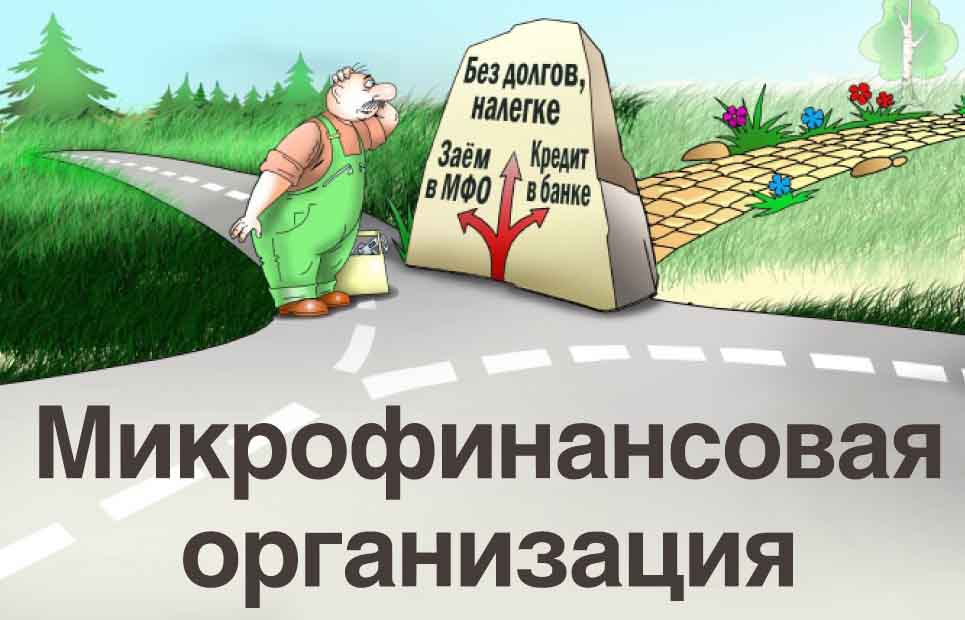 Без долгов,
налегке
Заём
в МФО
Кредит
в банке
Микрофинансовая
организация